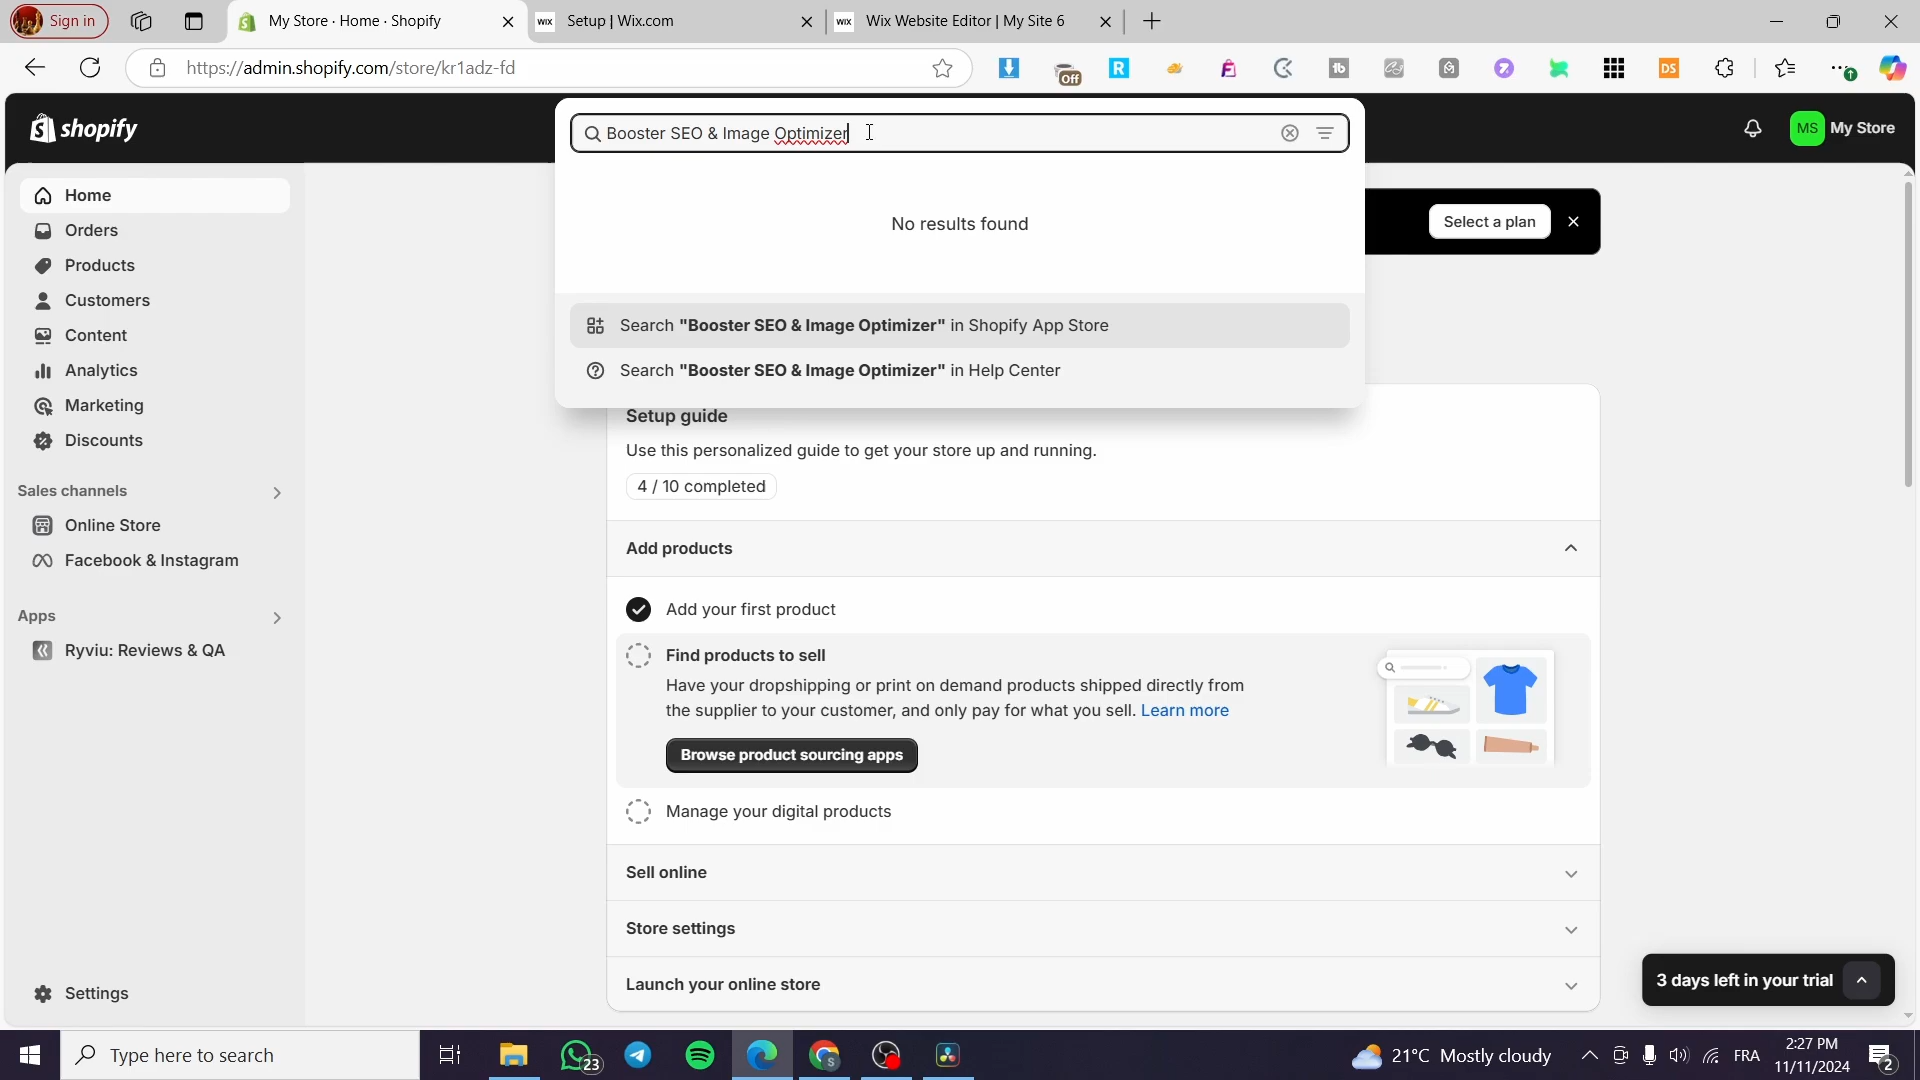 Sign in
My Store · Home · Shopify
WIX
Setup | Wix.com
WIX
Wix Website Editor | My Site 6
https://admin.shopify.com/store/kr1adz-fd
Off
R
tb
DS
shopify
Booster SEO & Image Optimizer
MS
My Store
No results found
Search "Booster SEO & Image Optimizer" in Shopify App Store
Search "Booster SEO & Image Optimizer" in Help Center
Select a plan
Home
Orders
Products
Customers
Content
Analytics
Marketing
Discounts
Sales channels
Online Store
Facebook & Instagram
Apps
Ryviu: Reviews & QA
Settings
Setup guide
Use this personalized guide to get your store up and running.
4 / 10 completed
Add products
Add your first product
Find products to sell
Have your dropshipping or print on demand products shipped directly from
the supplier to your customer, and only pay for what you sell. Learn more
Browse product sourcing apps
Manage your digital products
Sell online
Store settings
Launch your online store
3 days left in your trial
Type here to search
23
S
21°C Mostly cloudy
FRA
2:27 PM
11/11/2024
2